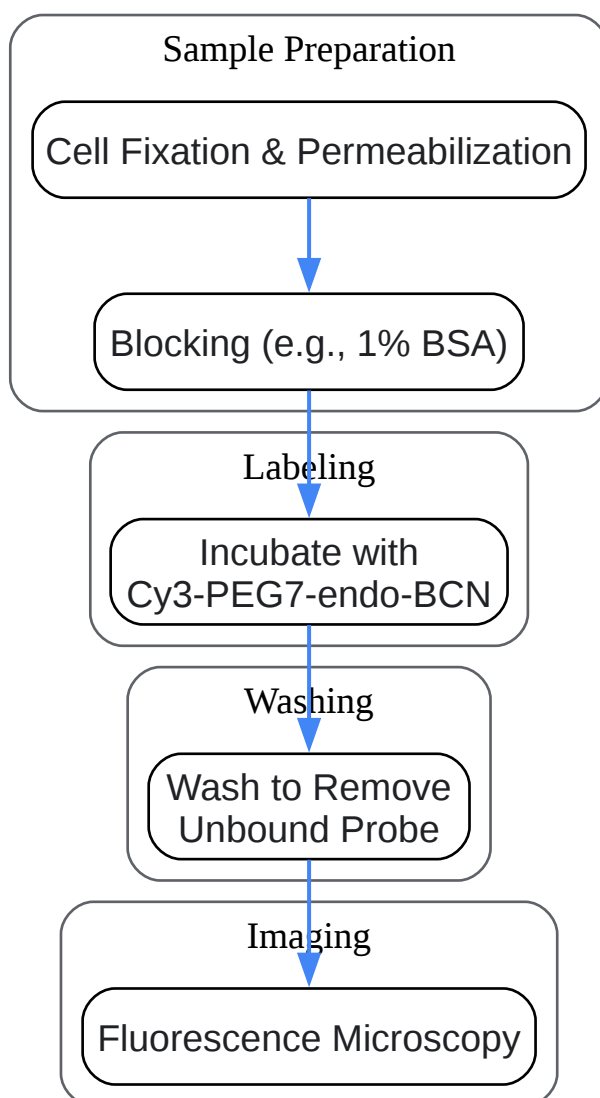 Sample Preparation
Cell Fixation & Permeabilization
Blocking (e.g., 1% BSA)
Labeling
Incubate with
Cy3-PEG7-endo-BCN
Washing
Wash to Remove
Unbound Probe
Imaging
Fluorescence Microscopy